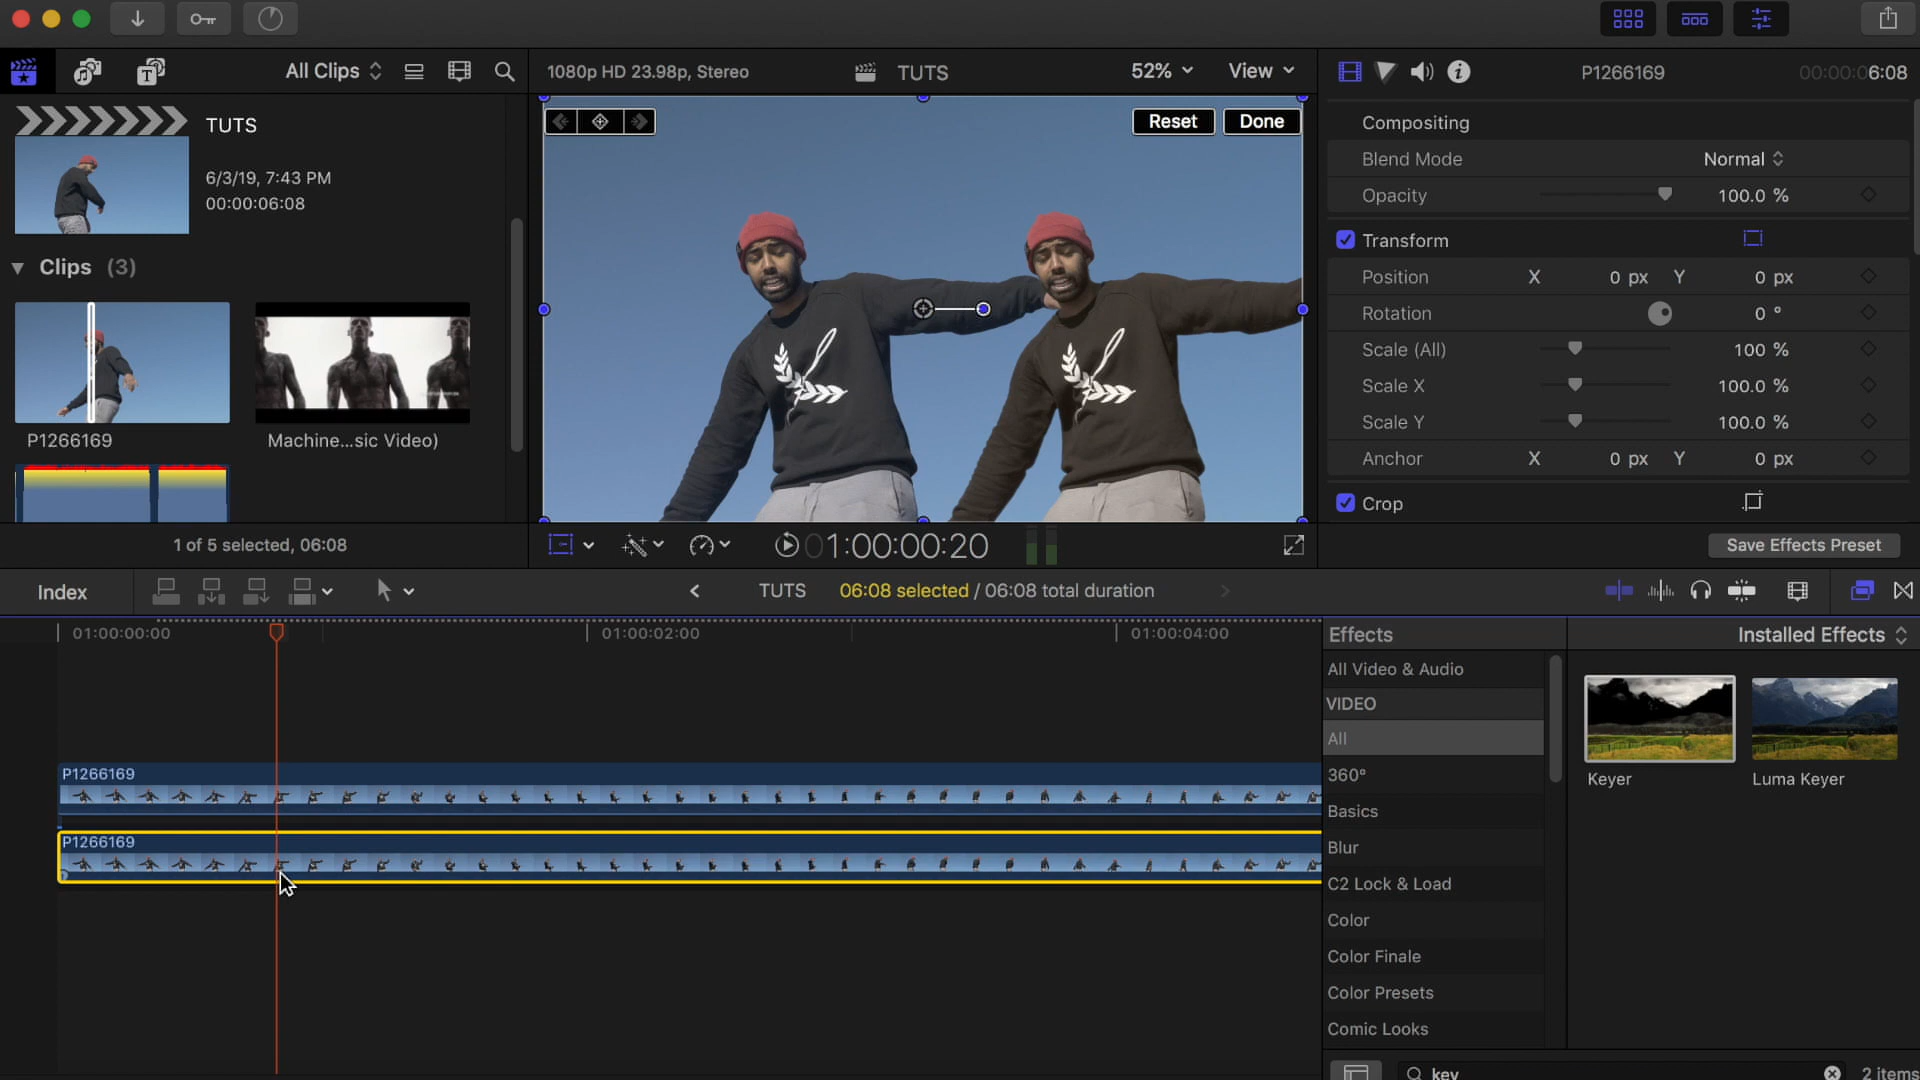 All Clips
1080p HD 23.98p, Stereo
TUTS
52%
View
P1266169
00:00:06:08
TUTS
6/3/19, 7:43 PM
00:00:06:08
Clips (3)
P1266169
Machine...sic Video)
1 of 5 selected, 06:08
Reset
Done
01:00:00:20
Compositing
Blend Mode Normal
Opacity 100.0 %
Transform
Position X 0 px Y 0 px
Rotation 0 °
Scale (All) 100 %
Scale X 100.0 %
Scale Y 100.0 %
Anchor X 0 px Y 0 px
Crop
Save Effects Preset
Index
TUTS
06:08 selected / 06:08 total duration
01:00:00:00
01:00:02:00
01:00:04:00
P1266169
P1266169
Effects
Installed Effects
All Video & Audio
VIDEO
All
360°
Basics
Blur
C2 Lock & Load
Color
Color Finale
Color Presets
Comic Looks
Keyer
Luma Keyer
key
2 items